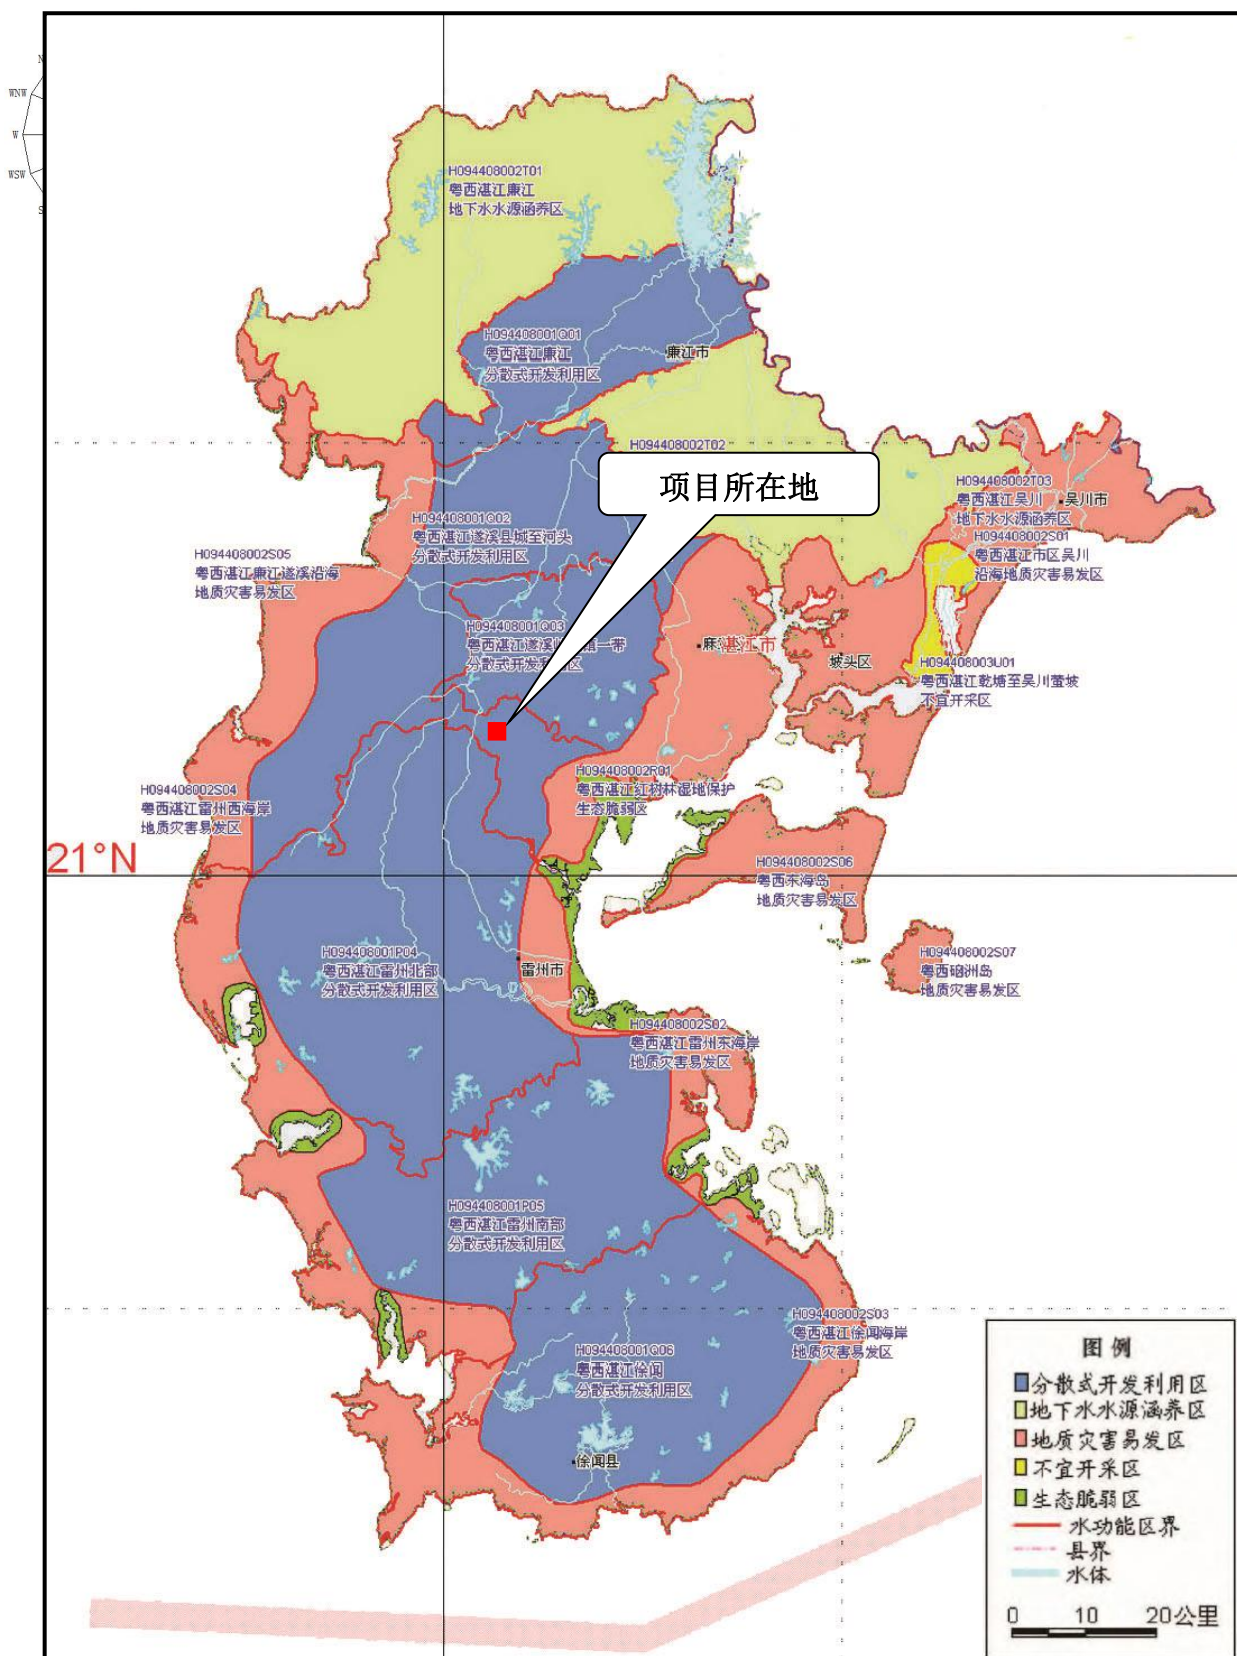 N
WNW
W
WSW
S
H094408002T01
粤西湛江廉江
地下水水源涵养区
H094408001Q01
粤西湛江廉江
分散式开发利用区
廉江市
H094408002T02
项目所在地
H094408002T03
粤西湛江吴川
地下水水源涵养区
吴川市
H094408002S01
粤西湛江市区吴川
沿海地质灾害易发区
H094408001Q02
粤西湛江遂溪县城至河头
分散式开发利用区
H094408002S05
粤西湛江廉江遂溪沿海
地质灾害易发区
H094408001Q03
粤西湛江遂溪
镇一带
分散式开发利
区
麻
湛江市
坡头区
H094408003U01
粤西湛江乾塘至吴川萤坡
不宜开采区
H094408002R01
粤西湛江红树林湿地保护
生态脆弱区
H094408002S04
粤西湛江雷州西海岸
地质灾害易发区
21°N
H094408002S06
粤西东海岛
地质灾害易发区
H094408001P04
粤西湛江雷州北部
分散式开发利用区
雷州市
H094408002S07
粤西硇洲岛
地质灾害易发区
H094408002S02
粤西湛江雷州东海岸
地质灾害易发区
H094408001P05
粤西湛江雷州南部
分散式开发利用区
H094408002S03
粤西湛江徐闻海岸
地质灾害易发区
H094408001Q06
粤西湛江徐闻
分散式开发利用区
徐闻县
图例
分散式开发利用区
地下水水源涵养区
地质灾害易发区
不宜开采区
生态脆弱区
水功能区界
县界
水体
0 10 20公里